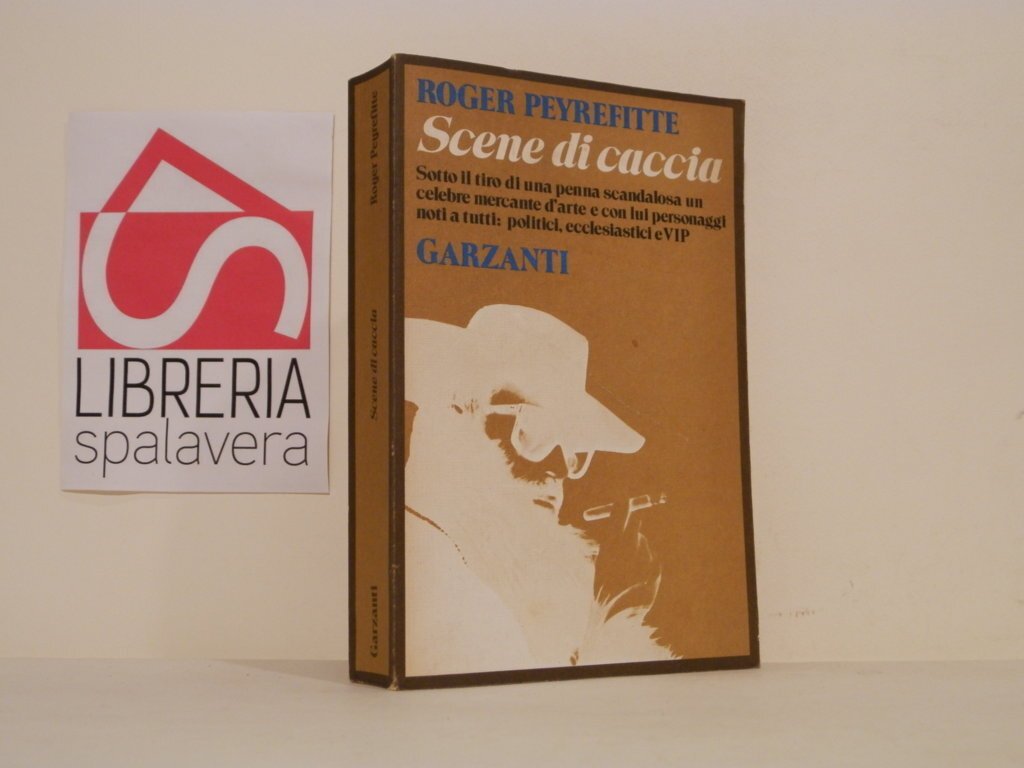 LIBRERIA
spalavera
ROGER PEYREFITTE
Scene di caccia
Sotto il tiro di una penna scandalosa un
celebre mercante d'arte e con lui personaggi
noti a tutti: politici, ecclesiastici e VIP
GARZANTI
Roger Peyrefitte
Scene di caccia
Garzanti